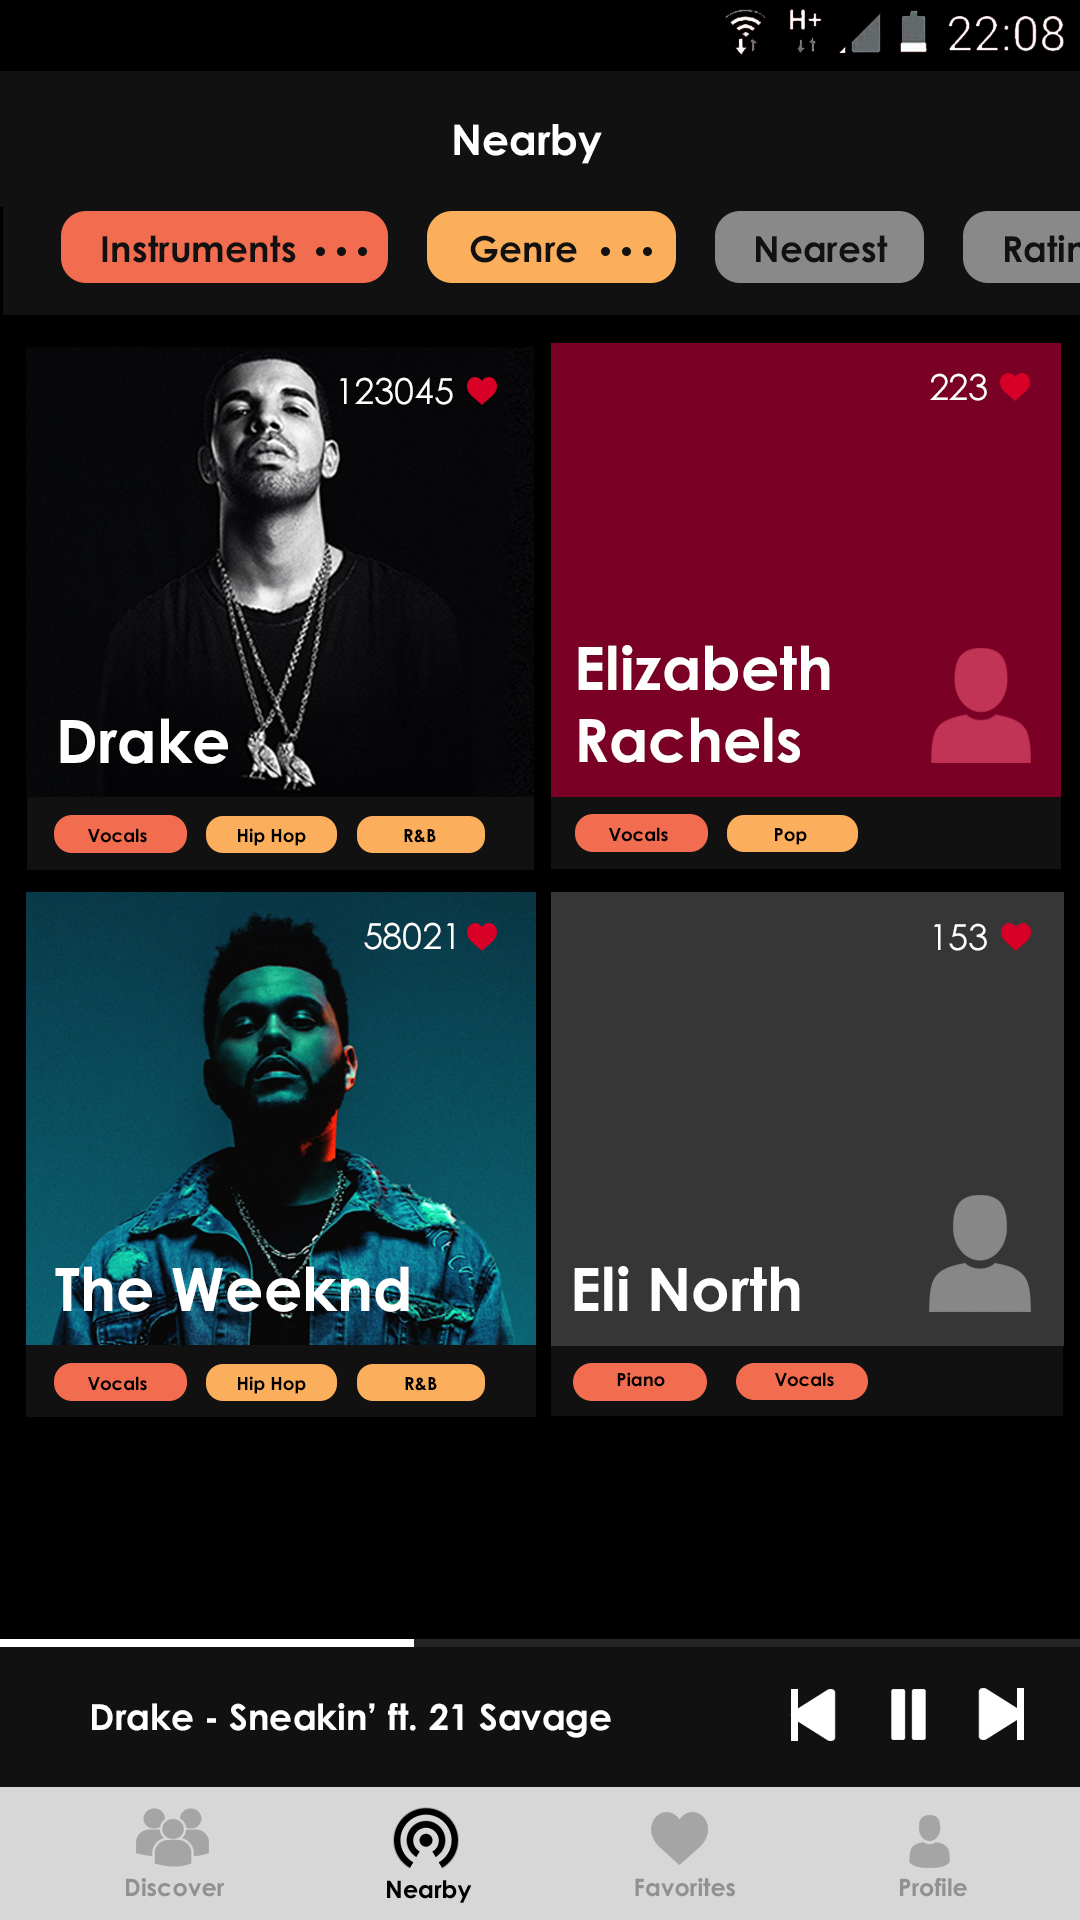 H+ 22:08
Nearby
Instruments ••• Genre ••• Nearest Ratin
123045
223
Drake
Elizabeth
Rachels
Vocals Hip Hop R&B
Vocals Pop
58021
153
The Weeknd
Eli North
Vocals Hip Hop R&B
Piano Vocals
Drake - Sneakin’ ft. 21 Savage
Discover Nearby Favorites Profile